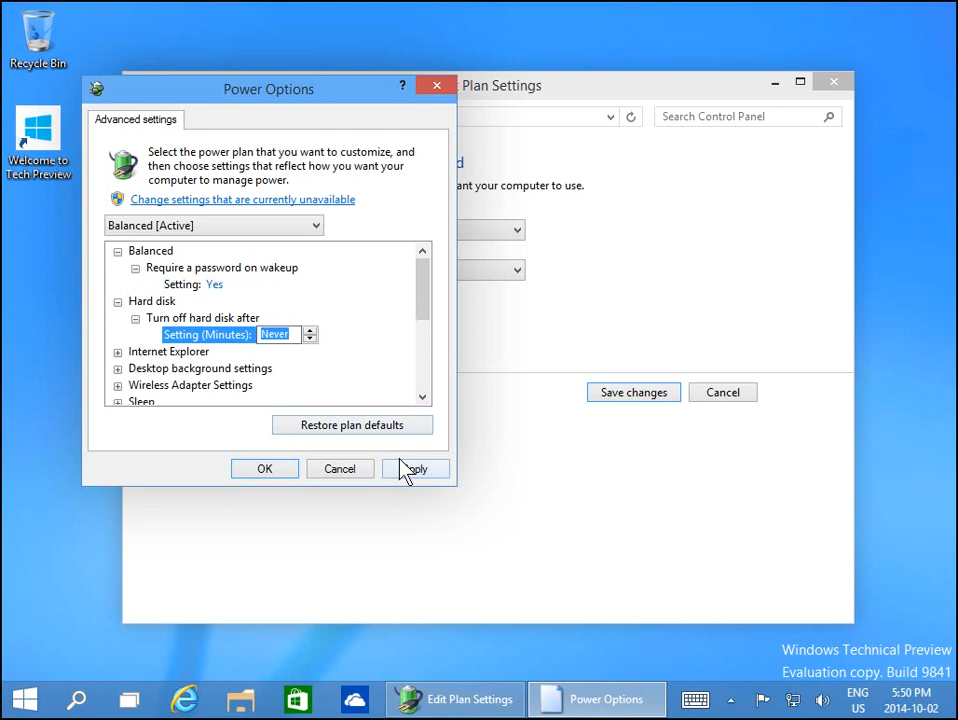 Recycle Bin
Welcome to
Tech Preview
Power Options
?
Plan Settings
Search Control Panel
Advanced settings
Select the power plan that you want to customize, and
then choose settings that reflect how you want your
computer to manage power.
Change settings that are currently unavailable
Balanced [Active]
Balanced
Require a password on wakeup
Setting: Yes
Hard disk
Turn off hard disk after
Setting (Minutes): Never
Internet Explorer
Desktop background settings
Wireless Adapter Settings
Sleep
Restore plan defaults
OK
Cancel
your computer to use.
Save changes
Cancel
Windows Technical Preview
Evaluation copy. Build 9841
Edit Plan Settings
Power Options
ENG
US
5:50 PM
2014-10-02